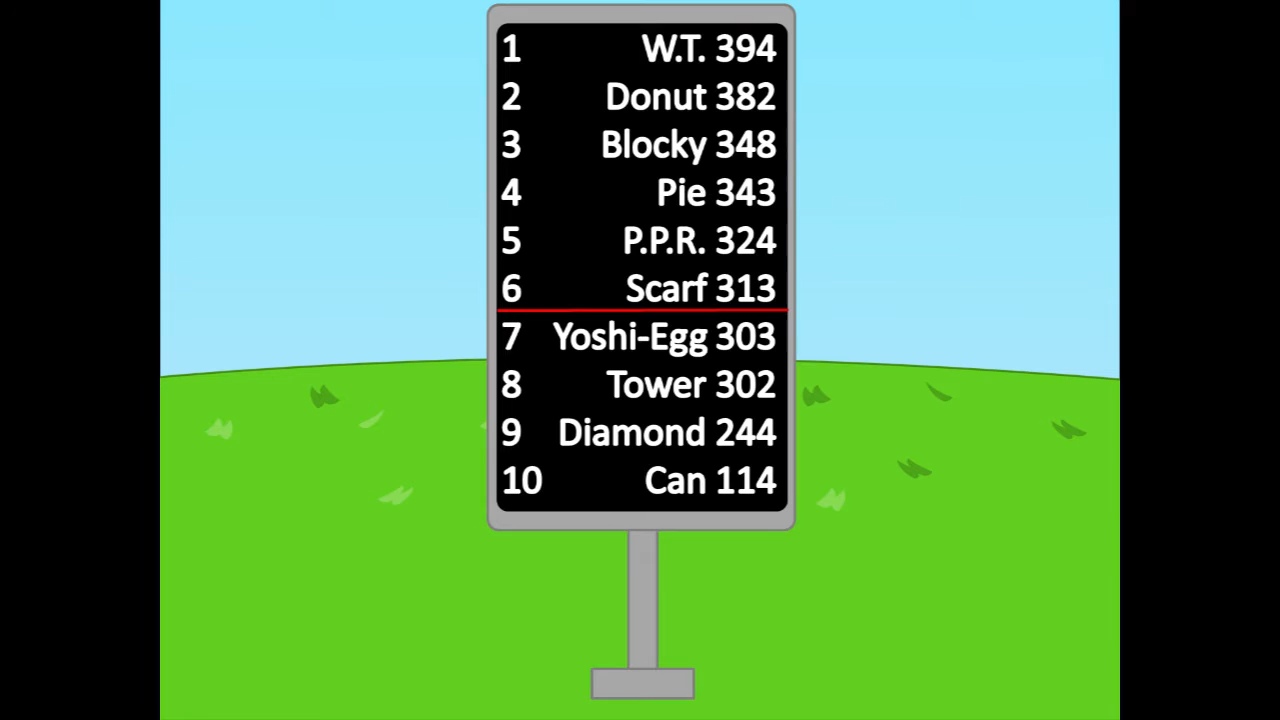 1 W.T. 394
2 Donut 382
3 Blocky 348
4 Pie 343
5 P.P.R. 324
6 Scarf 313
7 Yoshi-Egg 303
8 Tower 302
9 Diamond 244
10 Can 114